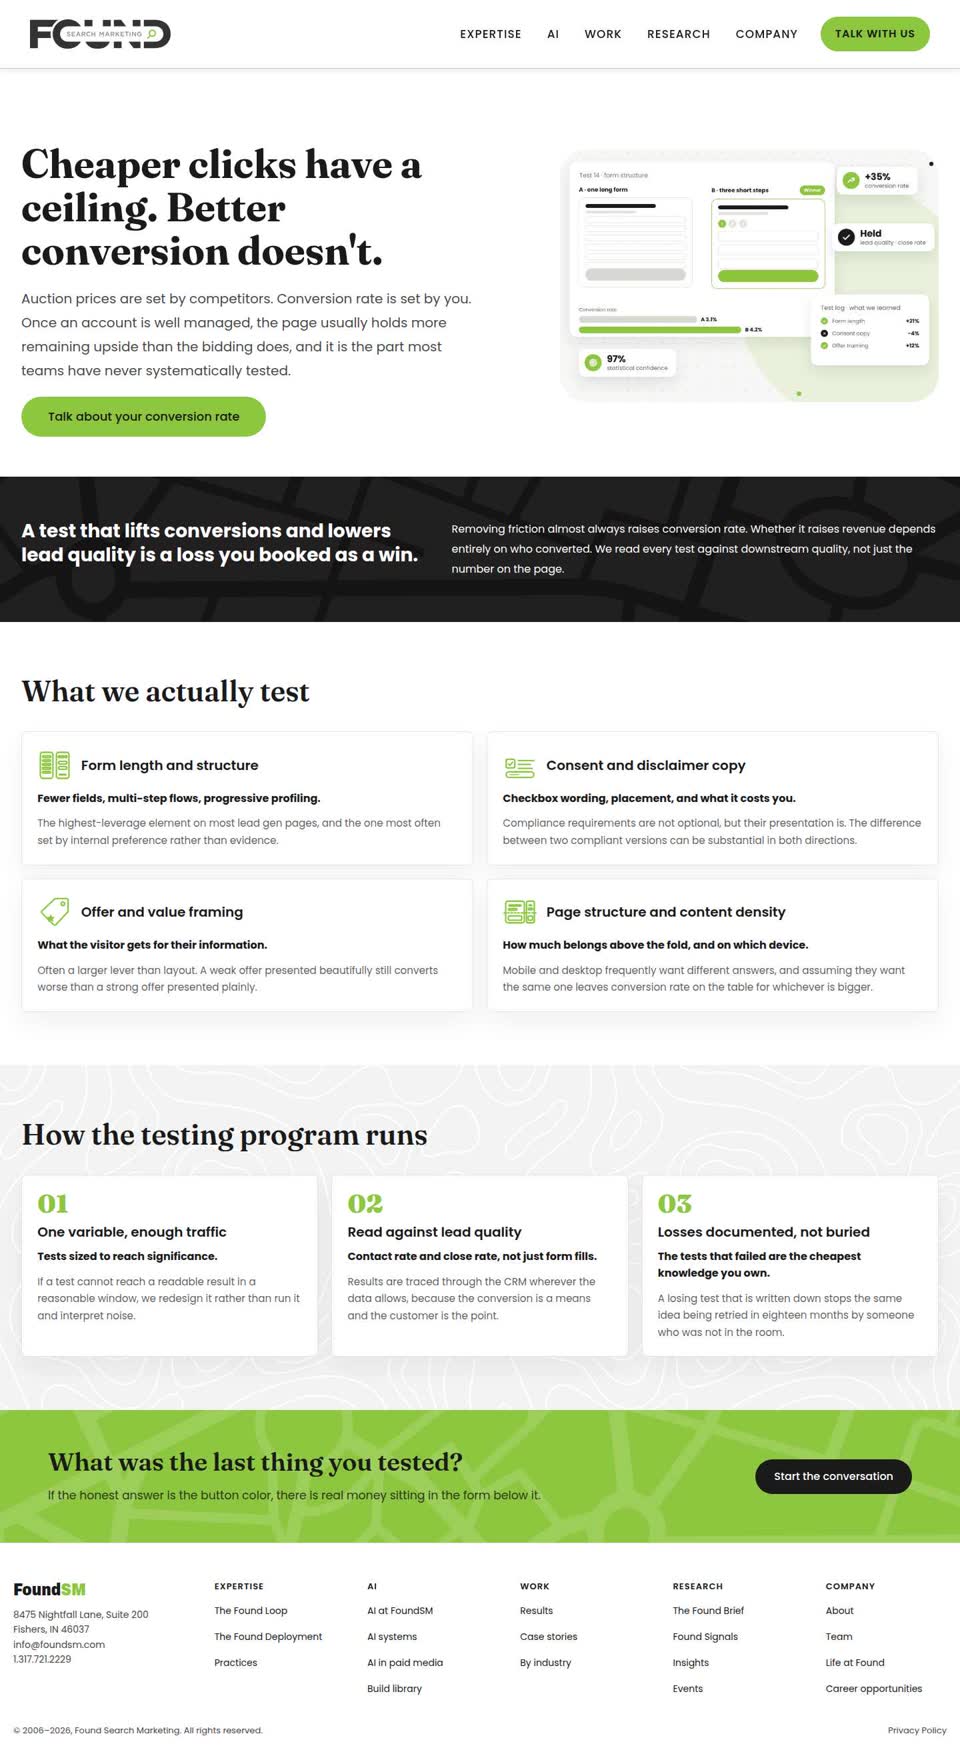 FOUND
SEARCH MARKETING
EXPERTISE
AI
WORK
RESEARCH
COMPANY
TALK WITH US
Cheaper clicks have a
ceiling. Better
conversion doesn't.
Auction prices are set by competitors. Conversion rate is set by you.
Once an account is well managed, the page usually holds more
remaining upside than the bidding does, and it is the part most
teams have never systematically tested.
Talk about your conversion rate
Test 14 · form structure
A · one long form
B · three short steps
Winner
Conversion rate
A 3.1%
B 4.2%
+35%
conversion rate
Held
lead quality · close rate
Test log · what we learned
Form length
+21%
Consent copy
-4%
Offer framing
+12%
97%
statistical confidence
A test that lifts conversions and lowers
lead quality is a loss you booked as a win.
Removing friction almost always raises conversion rate. Whether it raises revenue depends
entirely on who converted. We read every test against downstream quality, not just the
number on the page.
What we actually test
Form length and structure
Fewer fields, multi-step flows, progressive profiling.
The highest-leverage element on most lead gen pages, and the one most often
set by internal preference rather than evidence.
Consent and disclaimer copy
Checkbox wording, placement, and what it costs you.
Compliance requirements are not optional, but their presentation is. The difference
between two compliant versions can be substantial in both directions.
Offer and value framing
What the visitor gets for their information.
Often a larger lever than layout. A weak offer presented beautifully still converts
worse than a strong offer presented plainly.
Page structure and content density
How much belongs above the fold, and on which device.
Mobile and desktop frequently want different answers, and assuming they want
the same one leaves conversion rate on the table for whichever is bigger.
How the testing program runs
01
One variable, enough traffic
Tests sized to reach significance.
If a test cannot reach a readable result in a
reasonable window, we redesign it rather than run it
and interpret noise.
02
Read against lead quality
Contact rate and close rate, not just form fills.
Results are traced through the CRM wherever the
data allows, because the conversion is a means
and the customer is the point.
03
Losses documented, not buried
The tests that failed are the cheapest
knowledge you own.
A losing test that is written down stops the same
idea being retried in eighteen months by someone
who was not in the room.
What was the last thing you tested?
If the honest answer is the button color, there is real money sitting in the form below it.
Start the conversation
FoundSM
8475 Nightfall Lane, Suite 200
Fishers, IN 46037
info@foundsm.com
1.317.721.2229
EXPERTISE
The Found Loop
The Found Deployment
Practices
AI
AI at FoundSM
AI systems
AI in paid media
Build library
WORK
Results
Case stories
By industry
RESEARCH
The Found Brief
Found Signals
Insights
Events
COMPANY
About
Team
Life at Found
Career opportunities
© 2006–2026, Found Search Marketing. All rights reserved.
Privacy Policy